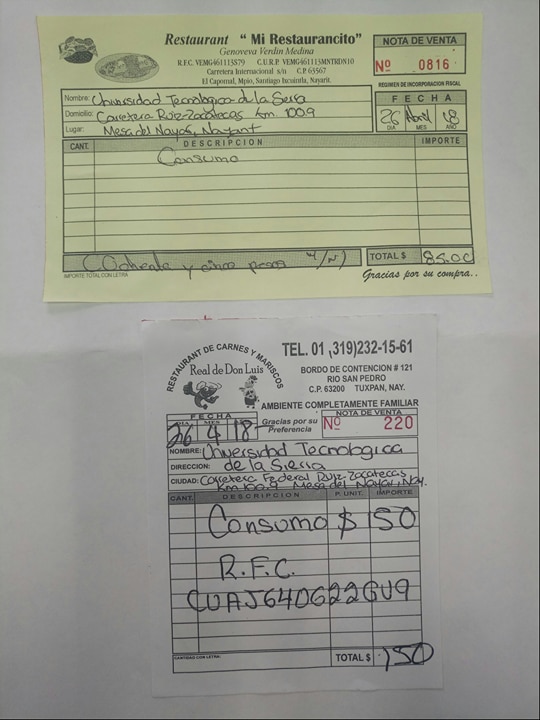 Restaurant " Mi Restaurancito"
Genoveva Verdin Medina
R.F.C. VEMG461113S79 C.U.R.P. VEMG461113MNTRDN10
Carretera Internacional s/n C.P. 63567
El Capomal, Mpio, Santiago Ixcuintla, Nayarit.
NOTA DE VENTA
Nº 0816
REGIMEN DE INCORPORACION FISCAL
Nombre: Universidad Tecnologica de la Sierra
Domicilio: Carretera Ruiz-Zacatecas km. 100.9
Lugar: Mesa del Nayar, Nayarit
FECHA
26 Abril 18
DIA MES AÑO
CANT. DESCRIPCION IMPORTE
Consumo
(Ochenta y cinco pesos M/N)
TOTAL $ 85.00
IMPORTE TOTAL CON LETRA
Gracias por su compra..
RESTAURANT DE CARNES Y MARISCOS
Real de Don Luis
TEL. 01 (319)232-15-61
BORDO DE CONTENCION # 121
RIO SAN PEDRO
C.P. 63200 TUXPAN, NAY.
AMBIENTE COMPLETAMENTE FAMILIAR
FECHA
DIA MES AÑO
26 4 18
Gracias por su
Preferencia
NOTA DE VENTA
Nº 220
NOMBRE: Universidad Tecnologica
DIRECCION: de la Sierra
CIUDAD: Carretera Federal Ruiz-Zacatecas
Km 100.9 Mesa del Nayar, Nay.
CANT. DESCRIPCION P. UNIT. IMPORTE
Consumo $ 150
R.F.C.
CUAJ640622GU9
CANTIDAD CON LETRA:
TOTAL $ 150